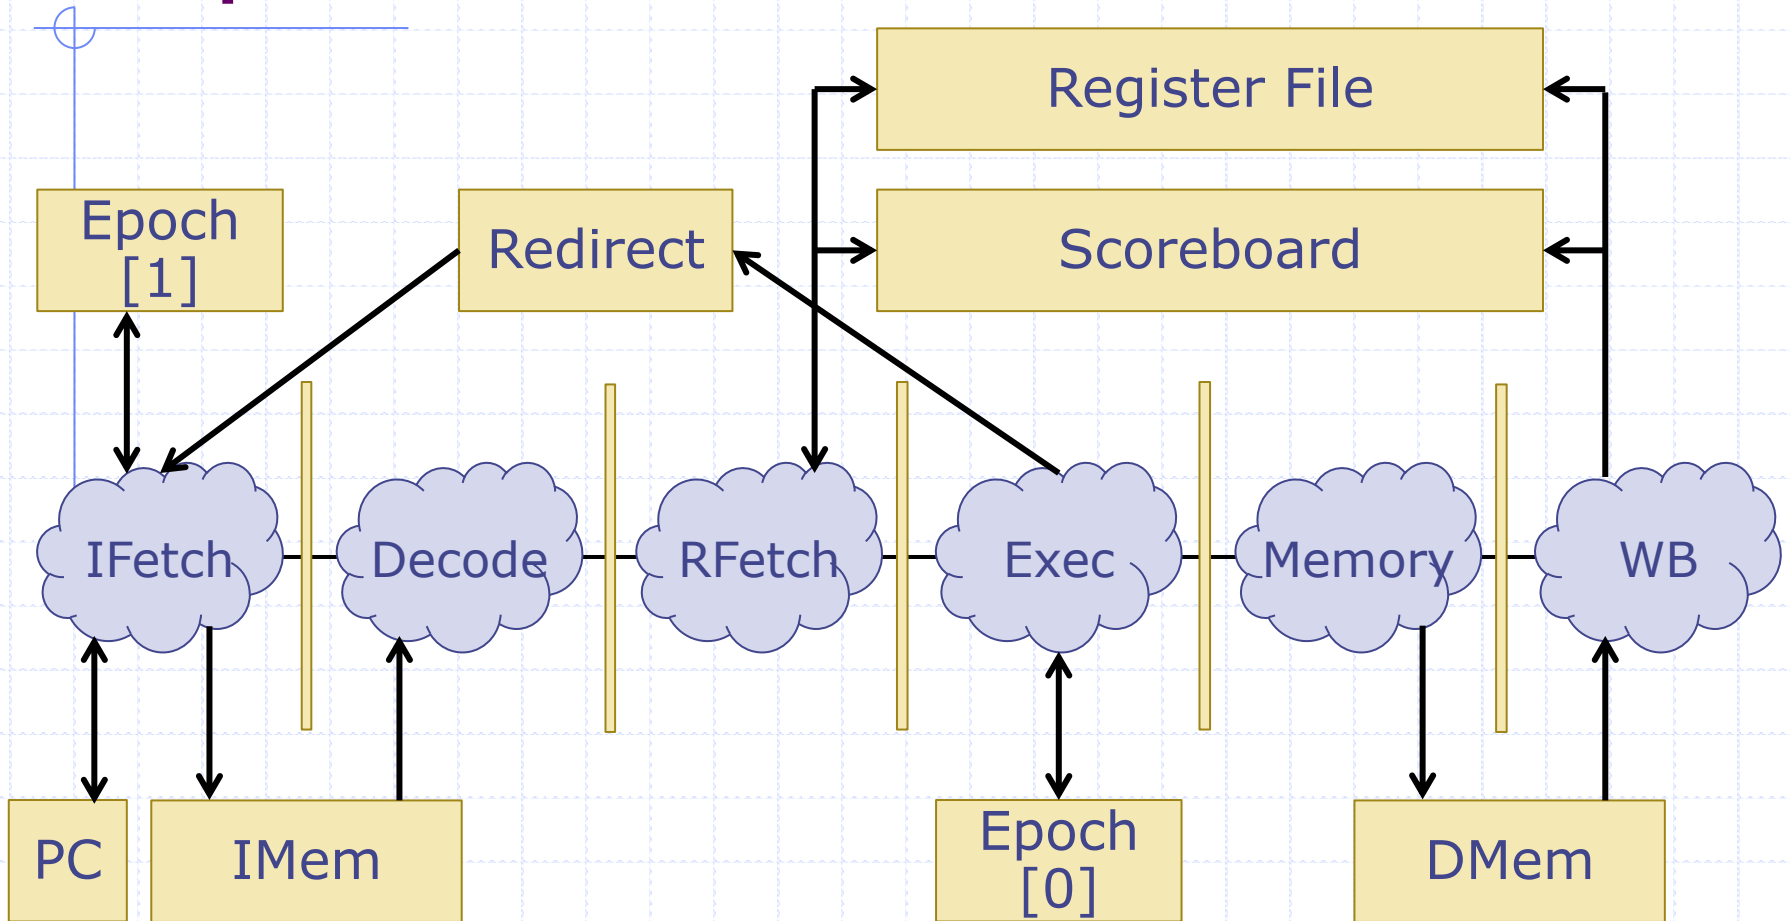 Register File
Epoch
[1]
Redirect
Scoreboard
IFetch
Decode
RFetch
Exec
Memory
WB
PC
IMem
Epoch
[0]
DMem